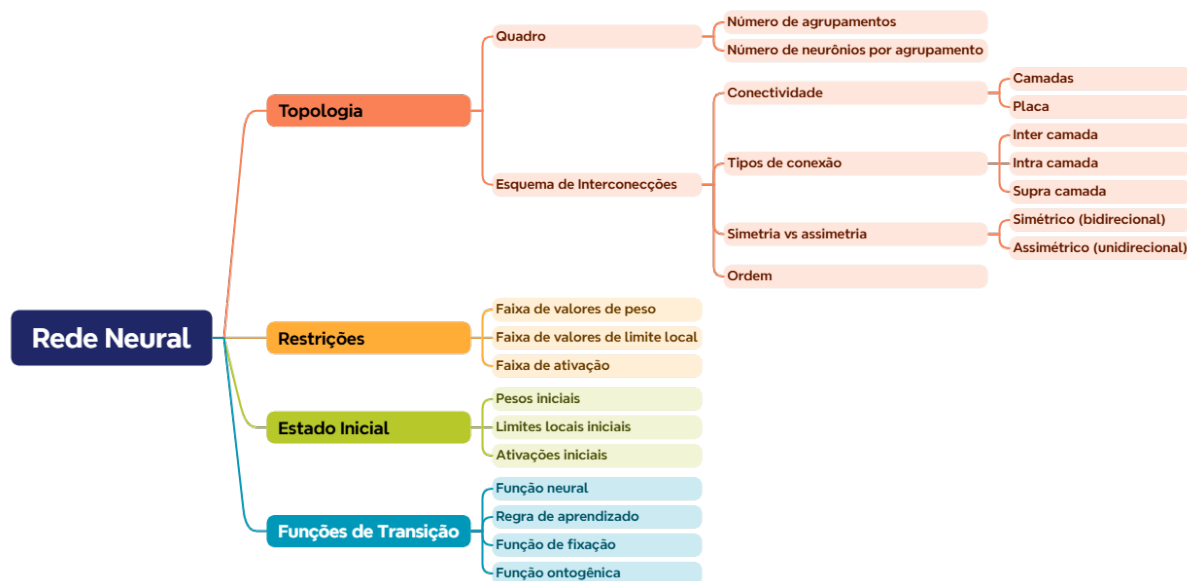 Rede Neural
Topologia
Quadro
Número de agrupamentos
Número de neurônios por agrupamento
Esquema de Interconecções
Conectividade
Camadas
Placa
Tipos de conexão
Inter camada
Intra camada
Supra camada
Simetria vs assimetria
Simétrico (bidirecional)
Assimétrico (unidirecional)
Ordem
Restrições
Faixa de valores de peso
Faixa de valores de limite local
Faixa de ativação
Estado Inicial
Pesos iniciais
Limites locais iniciais
Ativações iniciais
Funções de Transição
Função neural
Regra de aprendizado
Função de fixação
Função ontogênica